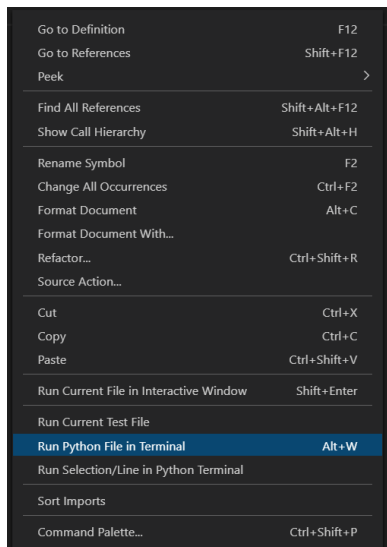 Go to Definition F12
Go to References Shift+F12
Peek >
Find All References Shift+Alt+F12
Show Call Hierarchy Shift+Alt+H
Rename Symbol F2
Change All Occurrences Ctrl+F2
Format Document Alt+C
Format Document With...
Refactor... Ctrl+Shift+R
Source Action...
Cut Ctrl+X
Copy Ctrl+C
Paste Ctrl+Shift+V
Run Current File in Interactive Window Shift+Enter
Run Current Test File
Run Python File in Terminal Alt+W
Run Selection/Line in Python Terminal
Sort Imports
Command Palette... Ctrl+Shift+P